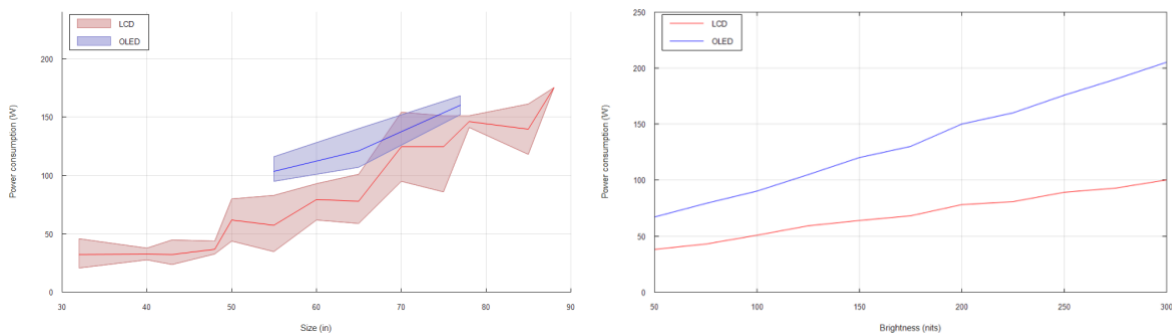 LCD
OLED
200
150
100
50
0
Power consumption (W)
30 40 50 60 70 80 90
Size (in)
LCD
OLED
250
200
150
100
50
0
Power consumption (W)
50 100 150 200 250 300
Brightness (nits)